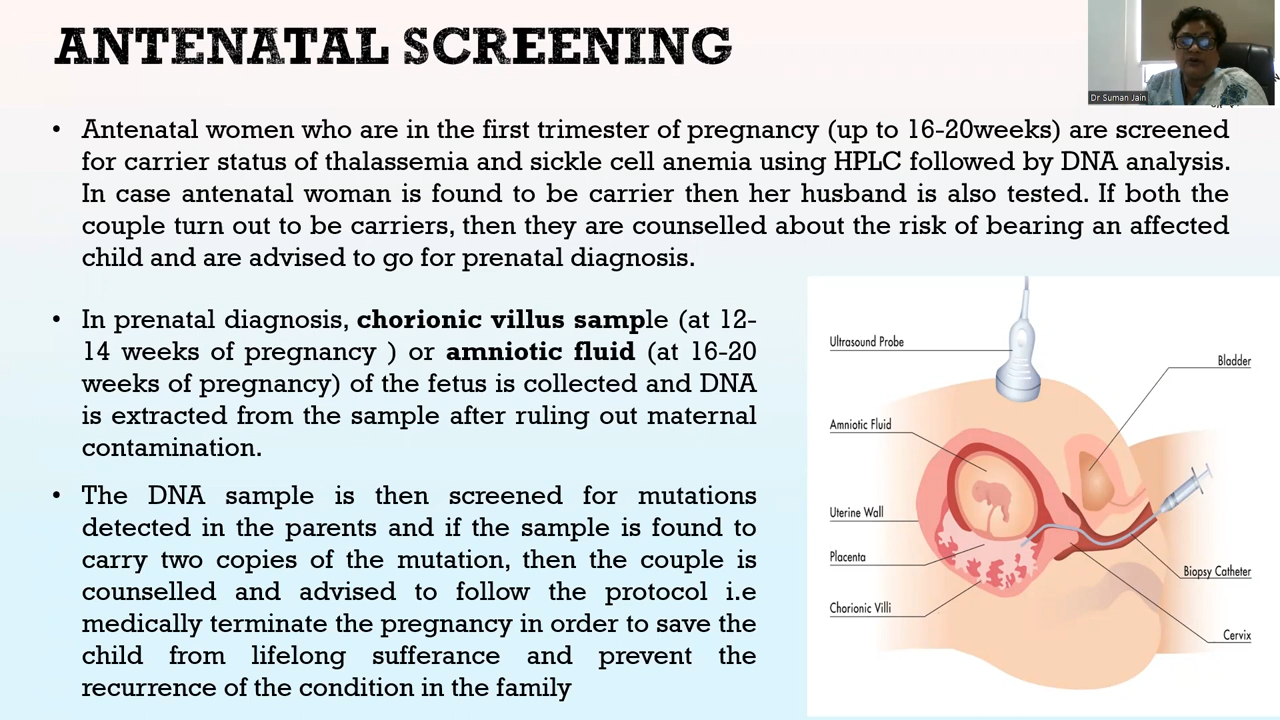 ANTENATAL SCREENING
Dr Suman Jain
• Antenatal women who are in the first trimester of pregnancy (up to 16-20weeks) are screened
for carrier status of thalassemia and sickle cell anemia using HPLC followed by DNA analysis.
In case antenatal woman is found to be carrier then her husband is also tested. If both the
couple turn out to be carriers, then they are counselled about the risk of bearing an affected
child and are advised to go for prenatal diagnosis.
• In prenatal diagnosis, chorionic villus sample (at 12-
14 weeks of pregnancy ) or amniotic fluid (at 16-20
weeks of pregnancy) of the fetus is collected and DNA
is extracted from the sample after ruling out maternal
contamination.
• The DNA sample is then screened for mutations
detected in the parents and if the sample is found to
carry two copies of the mutation, then the couple is
counselled and advised to follow the protocol i.e
medically terminate the pregnancy in order to save the
child from lifelong sufferance and prevent the
recurrence of the condition in the family
Ultrasound Probe
Bladder
Amniotic Fluid
Uterine Wall
Placenta
Biopsy Catheter
Chorionic Villi
Cervix